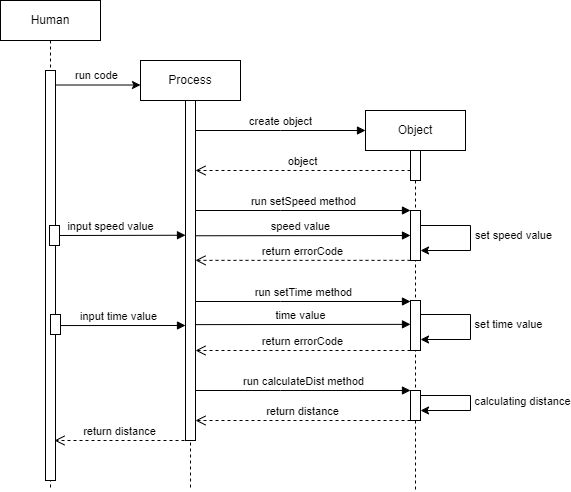 Human
run code
Process
create object
Object
object
run setSpeed method
input speed value
speed value
set speed value
return errorCode
run setTime method
input time value
time value
set time value
return errorCode
run calculateDist method
calculating distance
return distance
return distance